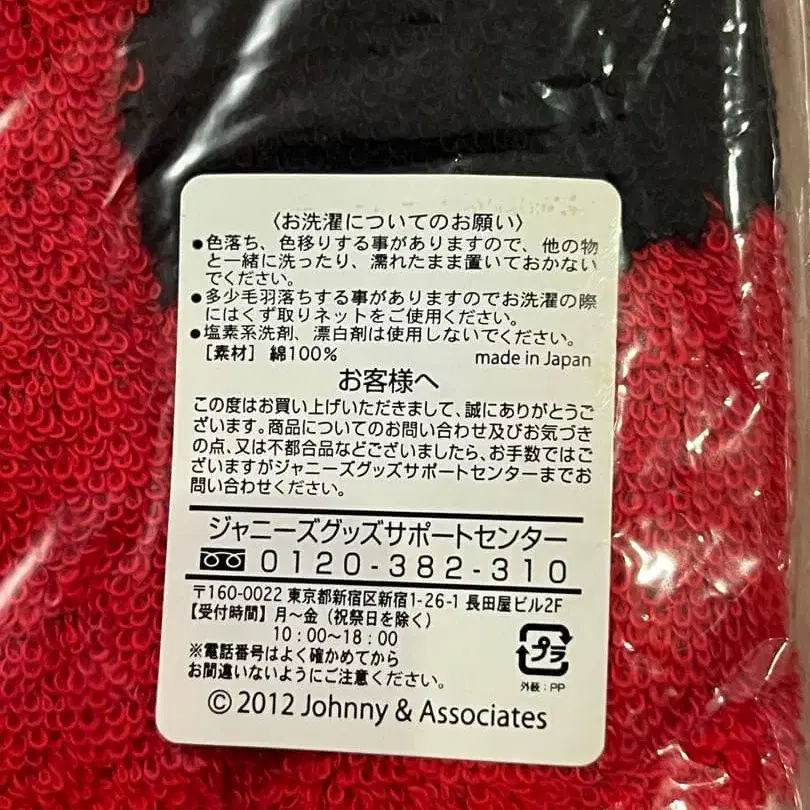 〈お洗濯についてのお願い〉
●色落ち、色移りする事がありますので、他の物
と一緒に洗ったり、濡れたまま置いておかない
でください。
●多少毛羽落ちする事がありますのでお洗濯の際
にはくず取りネットをご使用ください。
●塩素系洗剤、漂白剤は使用しないでください。
［素材］綿100% made in Japan
お客様へ
この度はお買い上げいただきまして、誠にありがとうご
ざいます。商品についてのお問い合わせ及びお気づき
の点、又は不都合品などございましたら、お手数ではご
ざいますがジャニーズグッズサポートセンターまでお
問い合わせください。
ジャニーズグッズサポートセンター
0120-382-310
〒160-0022 東京都新宿区新宿1-26-1 長田屋ビル2F
【受付時間】月〜金（祝祭日を除く）
10：00〜18：00
※電話番号はよく確かめてから
お間違いないようにご注意ください。
プラ
外装：PP
© 2012 Johnny & Associates